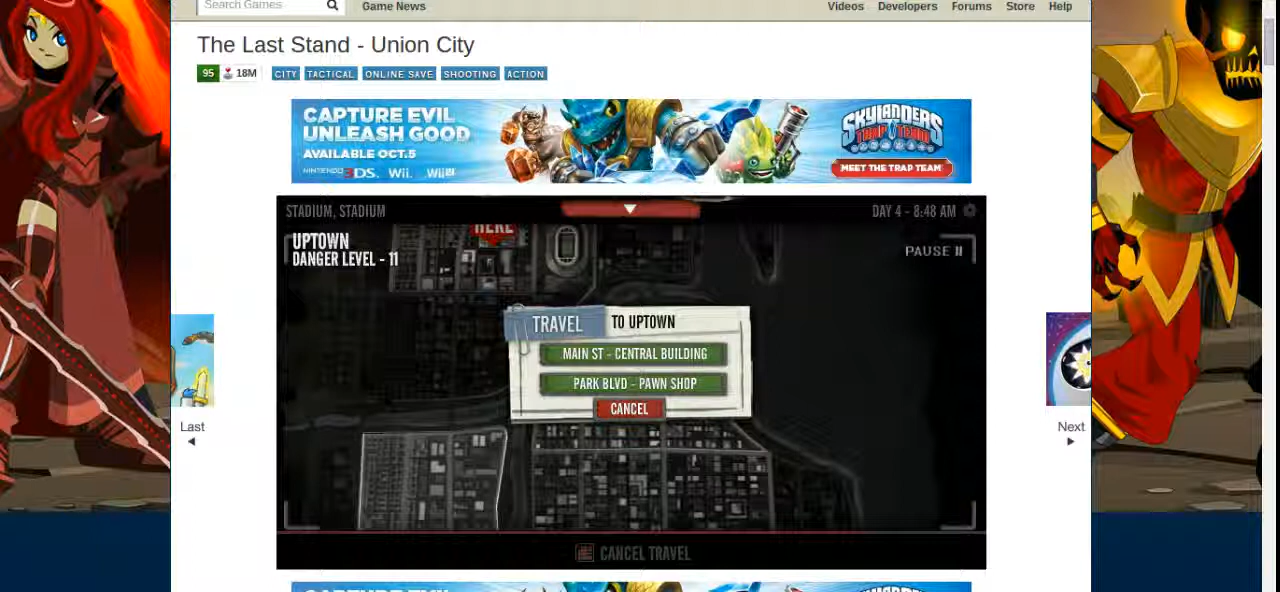 Search Games
Game News
Videos
Developers
Forums
Store
Help
The Last Stand - Union City
95
18M
CITY
TACTICAL
ONLINE SAVE
SHOOTING
ACTION
CAPTURE EVIL
UNLEASH GOOD
AVAILABLE OCT.5
NINTENDO 3DS. Wii. WiiU
SKYLANDERS
TRAP TEAM
MEET THE TRAP TEAM
STADIUM, STADIUM
DAY 4 - 8:48 AM
HERE
UPTOWN
DANGER LEVEL - 11
PAUSE II
TRAVEL TO UPTOWN
MAIN ST - CENTRAL BUILDING
PARK BLVD - PAWN SHOP
CANCEL
Last
Next
CANCEL TRAVEL